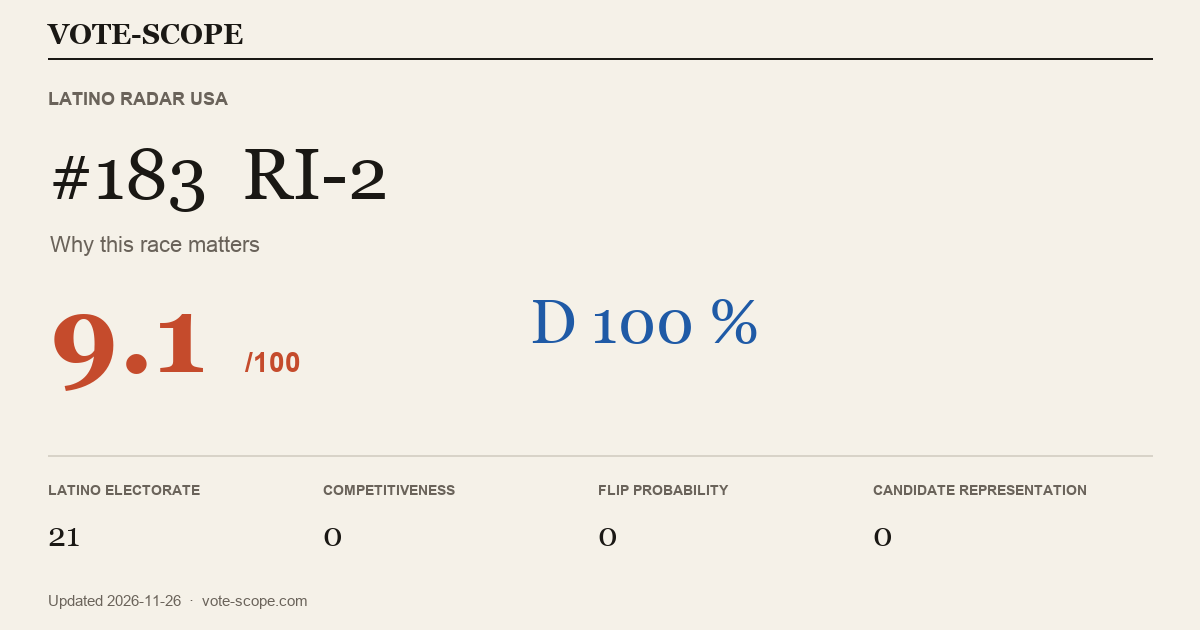 VOTE-SCOPE
LATINO RADAR USA
#183 RI-2
Why this race matters
9.1 /100 D 100 %
LATINO ELECTORATE COMPETITIVENESS FLIP PROBABILITY CANDIDATE REPRESENTATION
21 0 0 0
Updated 2026-11-26 · vote-scope.com